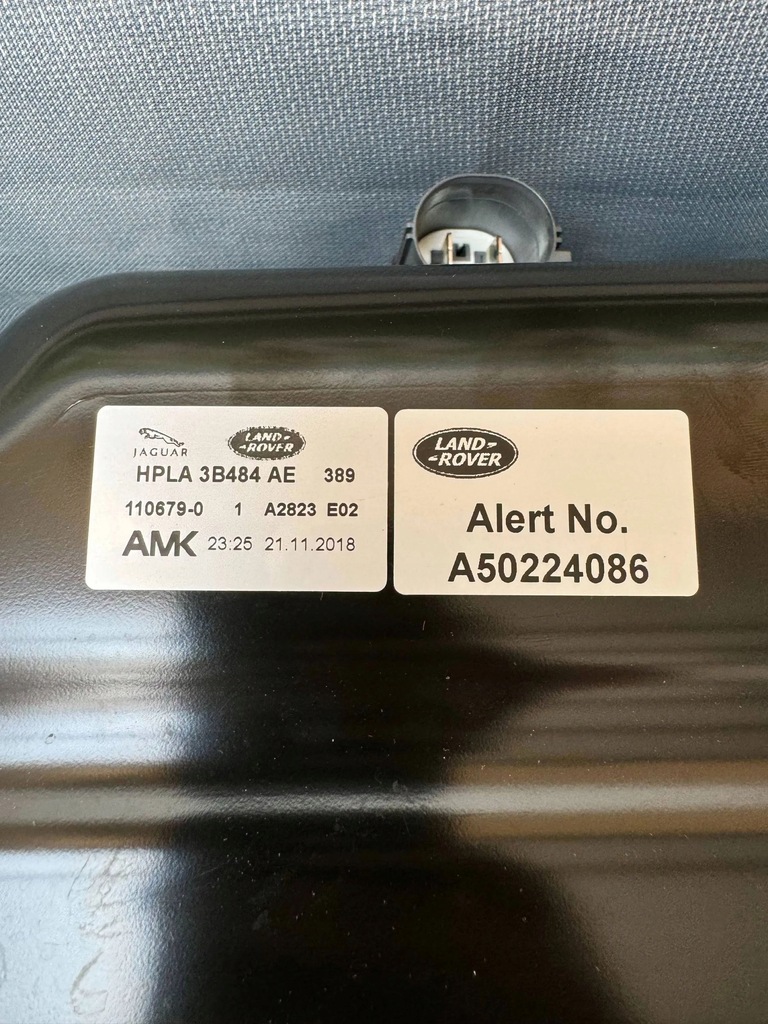 JAGUAR LAND-ROVER
HPLA 3B484 AE 389
110679-0 1 A2823 E02
AMK 23:25 21.11.2018
LAND-ROVER
Alert No.
A50224086